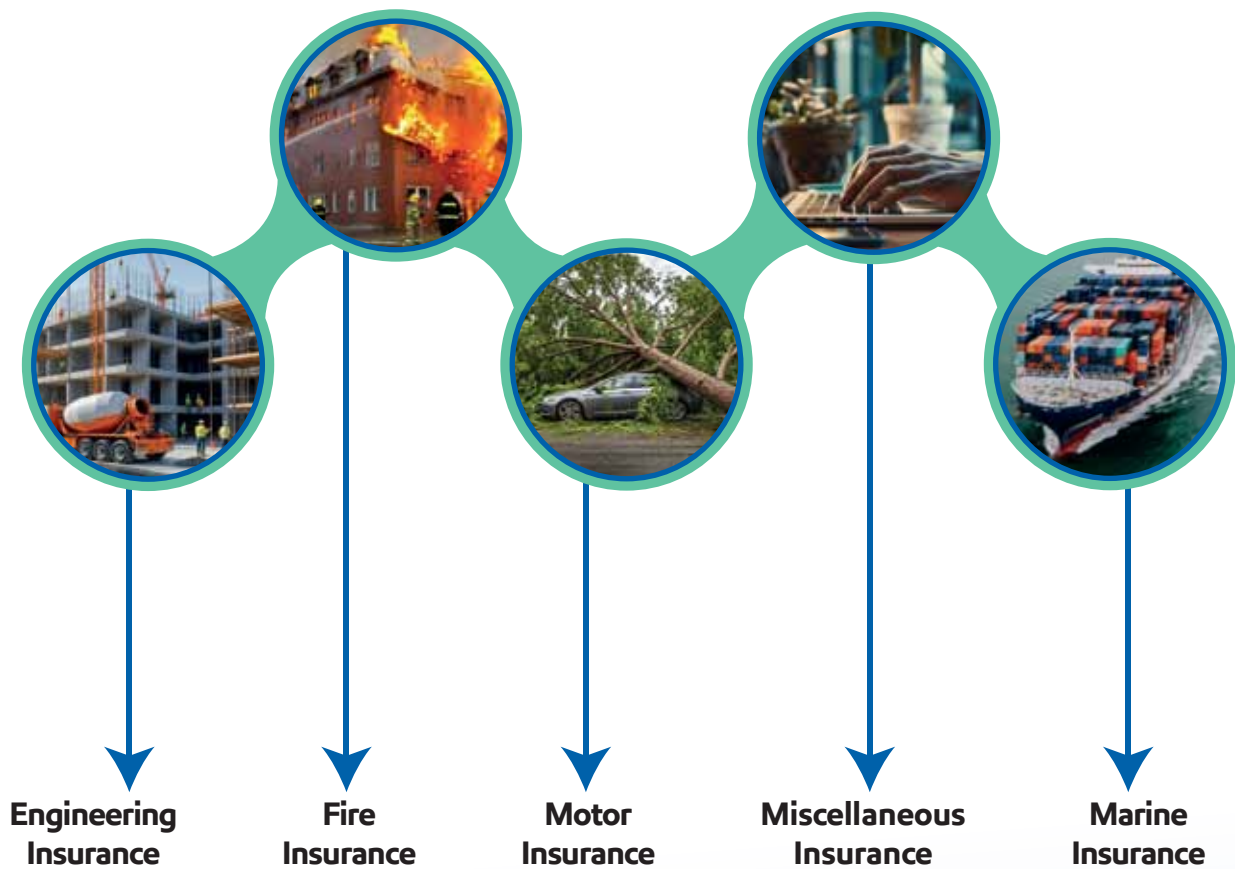 Engineering
Insurance
Fire
Insurance
Motor
Insurance
Miscellaneous
Insurance
Marine
Insurance